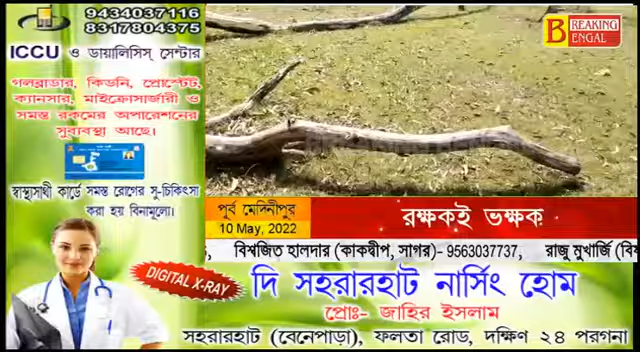 9434037116
8317804375
ICCU ও ডায়ালিসিস্ সেন্টার
গলব্লাডার, কিডনি, প্রোস্টেট,
ক্যানসার, মাইক্রোসার্জারী ও
সমস্ত রকমের অপারেশনের
সুব্যবস্থা আছে।
স্বাস্থ্যসাথী কার্ডে সমস্ত রোগের সু-চিকিৎসা
করা হয় বিনামূল্যে।
BREAKING
BENGAL
পূর্ব মেদিনীপুর
10 May, 2022
রক্ষকই ভক্ষক
বিশ্বজিত হালদার (কাকদ্বীপ, সাগর)- 9563037737, রাজু মুখার্জি
DIGITAL X-RAY
দি সহরারহাট নার্সিং হোম
প্রোঃ- জাহির ইসলাম
সহরারহাট (বেনেপাড়া), ফলতা রোড, দক্ষিণ ২৪ পরগনা